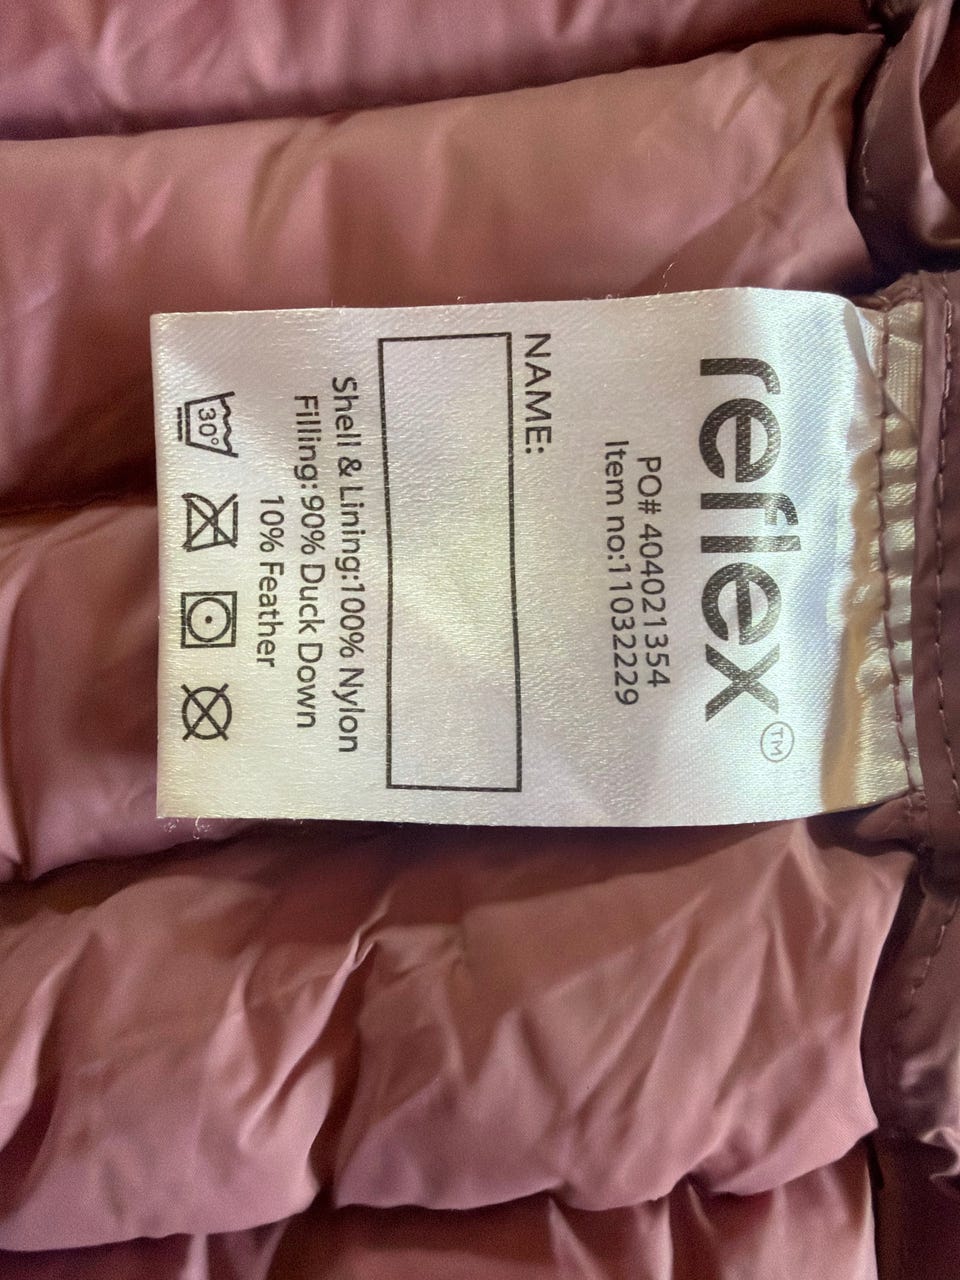 reflex™
PO# 404021354
Item no:11032229
NAME:
Shell & Lining:100% Nylon
Filling:90% Duck Down
10% Feather
30°